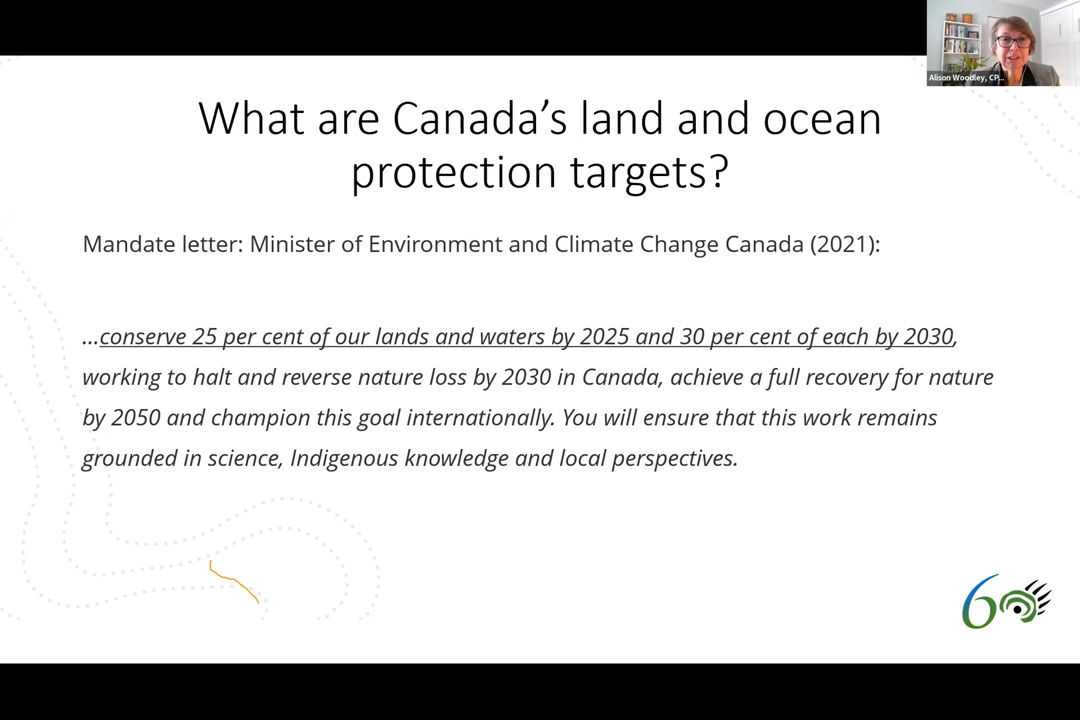 Alison Woodley, CP...
What are Canada’s land and ocean
protection targets?
Mandate letter: Minister of Environment and Climate Change Canada (2021):
...conserve 25 per cent of our lands and waters by 2025 and 30 per cent of each by 2030,
working to halt and reverse nature loss by 2030 in Canada, achieve a full recovery for nature
by 2050 and champion this goal internationally. You will ensure that this work remains
grounded in science, Indigenous knowledge and local perspectives.
60